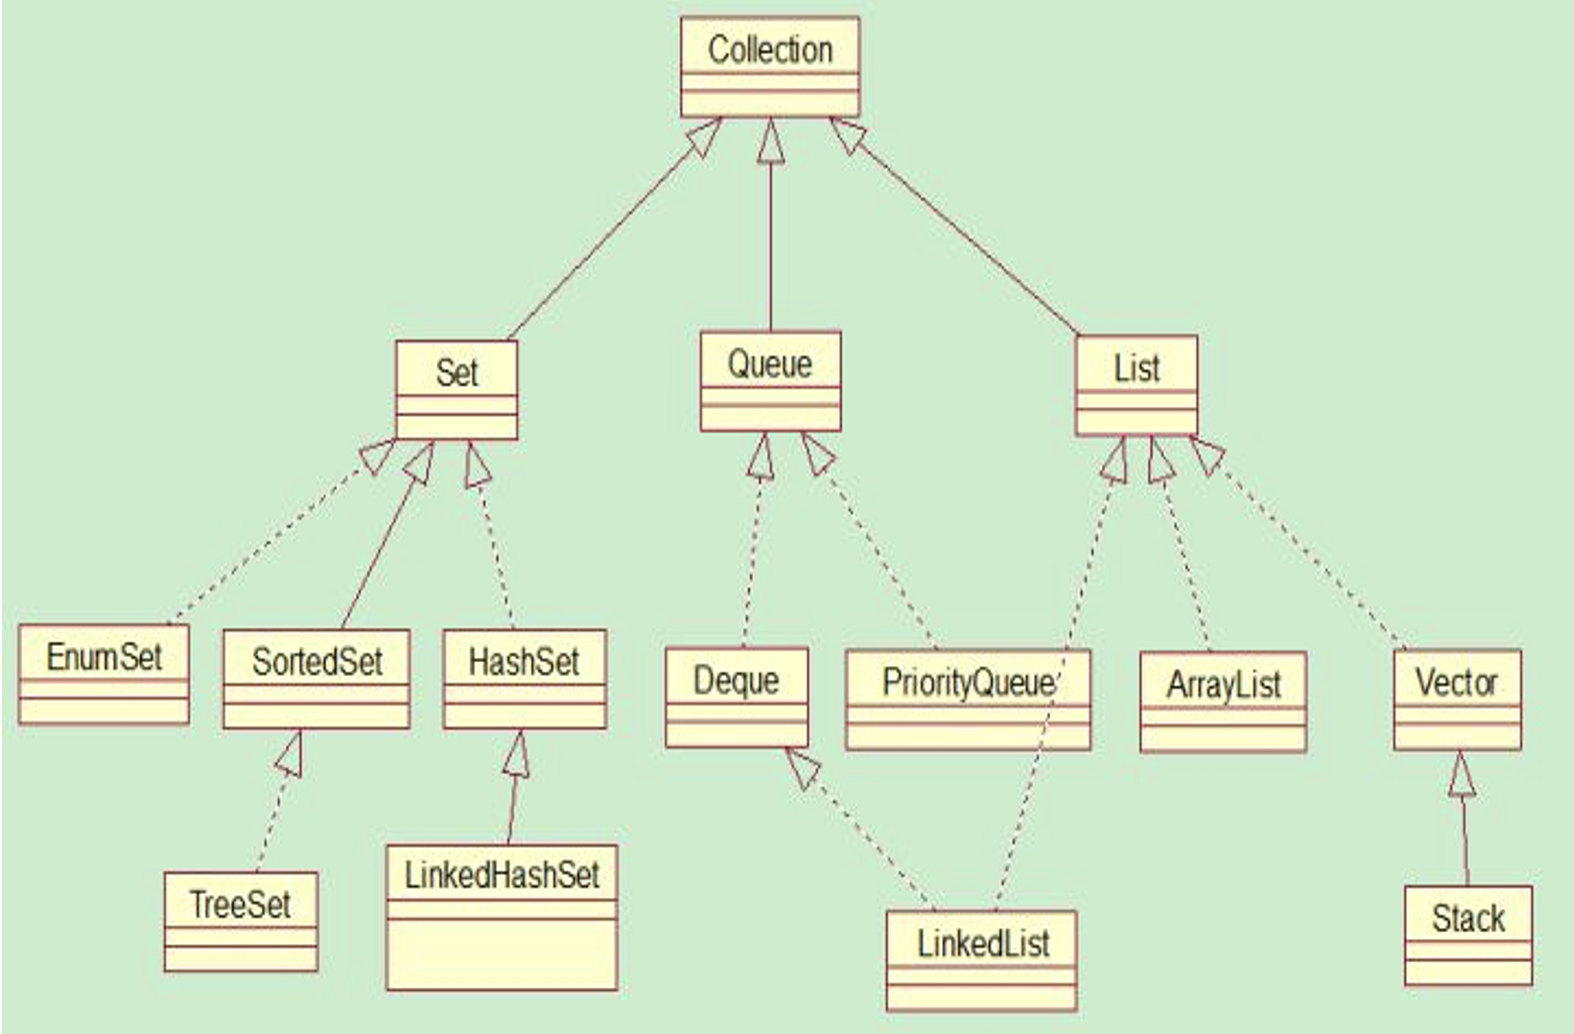 Collection
Set
Queue
List
EnumSet
SortedSet
HashSet
Deque
PriorityQueue
ArrayList
Vector
TreeSet
LinkedHashSet
LinkedList
Stack